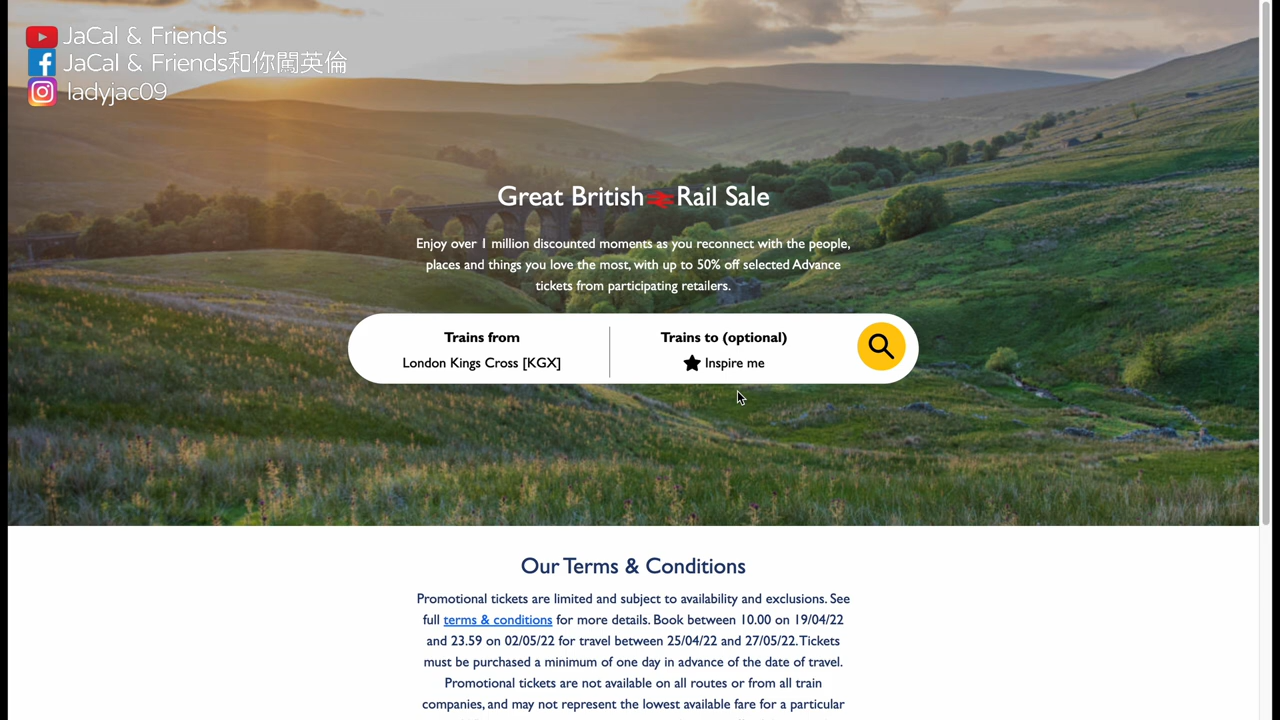 JaCal & Friends
JaCal & Friends和你闖英倫
ladyjac09
Great British Rail Sale
Enjoy over 1 million discounted moments as you reconnect with the people,
places and things you love the most, with up to 50% off selected Advance
tickets from participating retailers.
Trains from
London Kings Cross [KGX]
Trains to (optional)
Inspire me
Our Terms & Conditions
Promotional tickets are limited and subject to availability and exclusions. See
full terms & conditions for more details. Book between 10.00 on 19/04/22
and 23.59 on 02/05/22 for travel between 25/04/22 and 27/05/22. Tickets
must be purchased a minimum of one day in advance of the date of travel.
Promotional tickets are not available on all routes or from all train
companies, and may not represent the lowest available fare for a particular